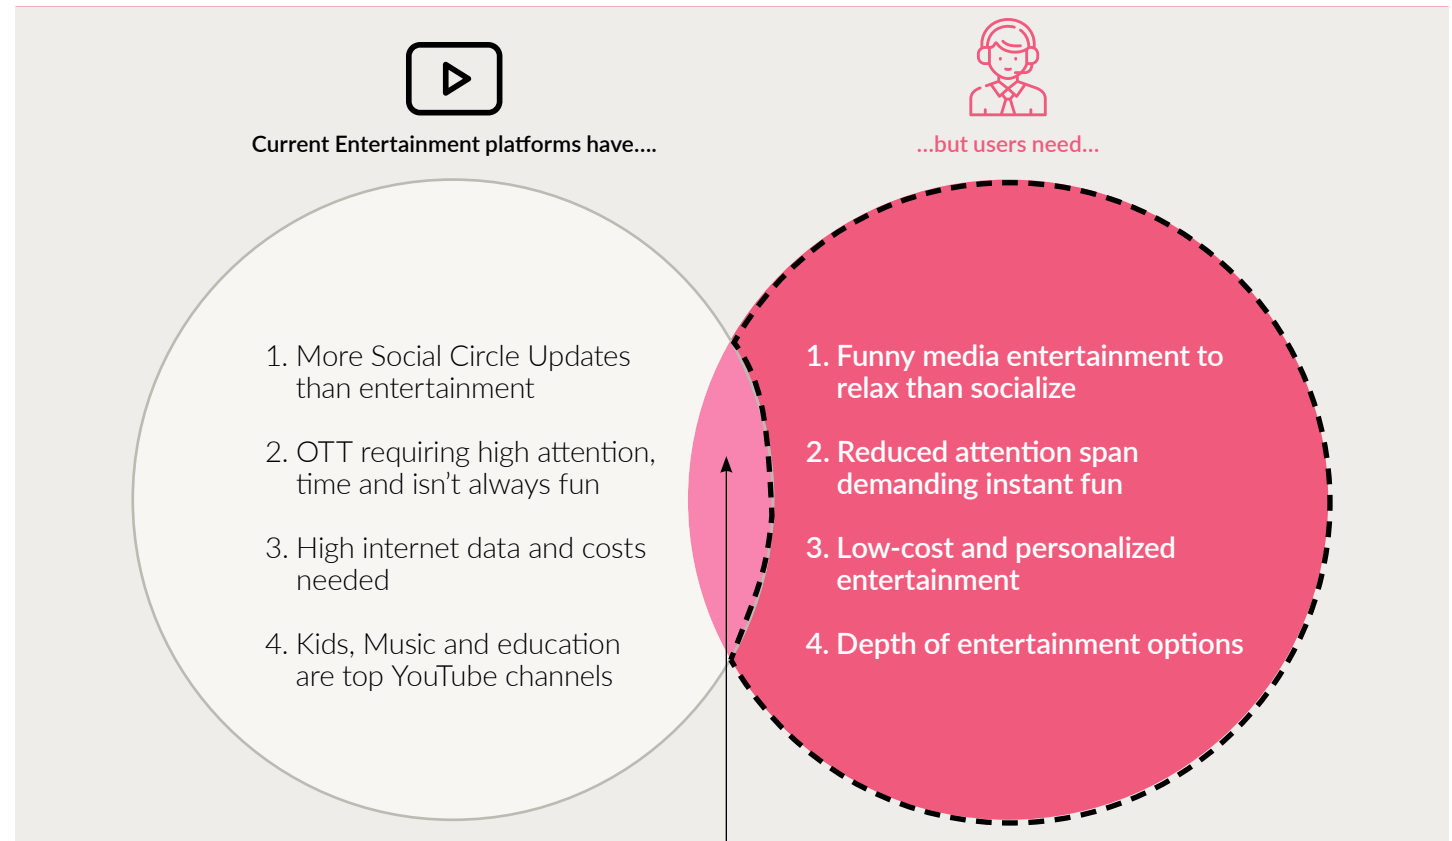 Current Entertainment platforms have....
...but users need...
1. More Social Circle Updates
than entertainment
2. OTT requiring high attention,
time and isn’t always fun
3. High internet data and costs
needed
4. Kids, Music and education
are top YouTube channels
1. Funny media entertainment to
relax than socialize
2. Reduced attention span
demanding instant fun
3. Low-cost and personalized
entertainment
4. Depth of entertainment options